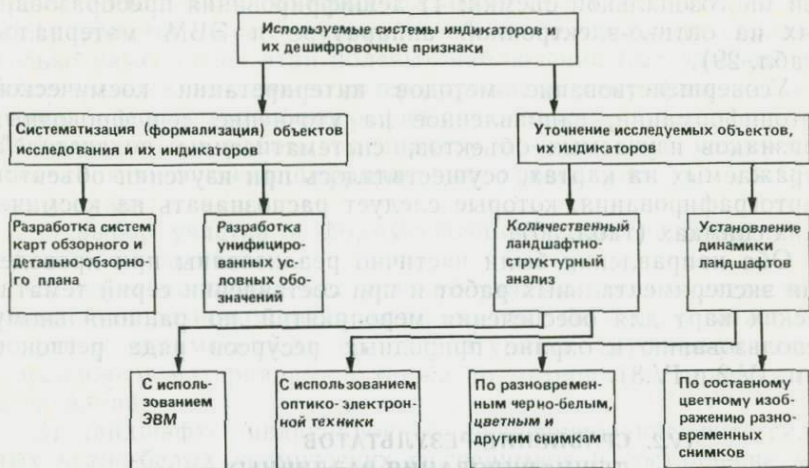 Используемые системы индикаторов и
их дешифровочные признаки
Систематизация (формализация) объектов
исследования и их индикаторов
Уточнение исследуемых объектов,
их индикаторов
Разработка систем
карт обзорного и
детально-обзорно-
го плана
Разработка
унифициро-
ванных ус-
ловных обо-
значений
Количественный
ландшафтно-
структурный
анализ
Установление
динамики
ландшафтов
С исполь-
зованием
ЭВМ
С использованием
оптико-электрон-
ной техники
По разновремен-
ным черно-белым,
цветным и
другим снимкам
По составному
цветному изоб-
ражению разно-
временных
снимков